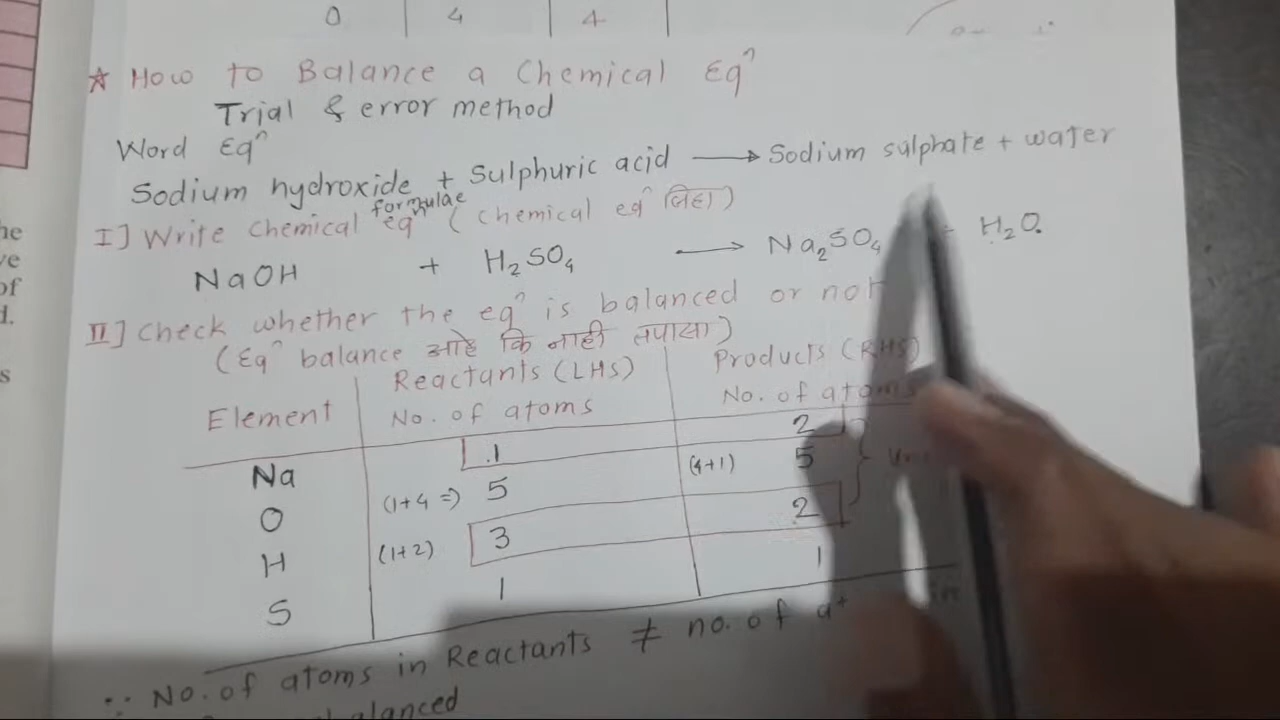 0 4 4
☆ How to Balance a Chemical Eqⁿ
Trial & error method
Word Eqⁿ
Sodium hydroxide + Sulphuric acid → Sodium sulphate + water
I] Write chemical formulae eqⁿ (chemical eqⁿ लिहा)
NaOH + H₂SO₄ → Na₂SO₄ + H₂O
II] Check whether the eqⁿ is balanced or not
(Eqⁿ balance आहे कि नाही तपासा)
Element Reactants (LHS) Products (RHS)
No. of atoms No. of atoms
Na 1 2
O (1+4 ⇒) 5 (4+1) 5
H (1+2) 3 2
S 1 1
∵ No. of atoms in Reactants ≠ no. of
he
ve
of
d.
s